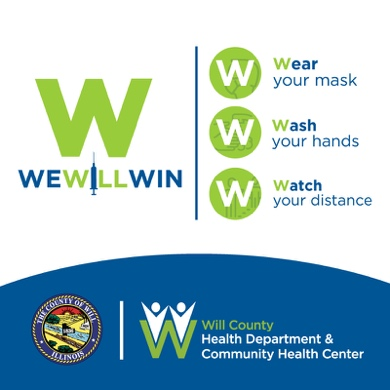 W
WEWILLWIN
W
Wear
your mask
W
Wash
your hands
W
Watch
your distance
THE COUNTY OF WILL
ILLINOIS
W
Will County
Health Department &
Community Health Center